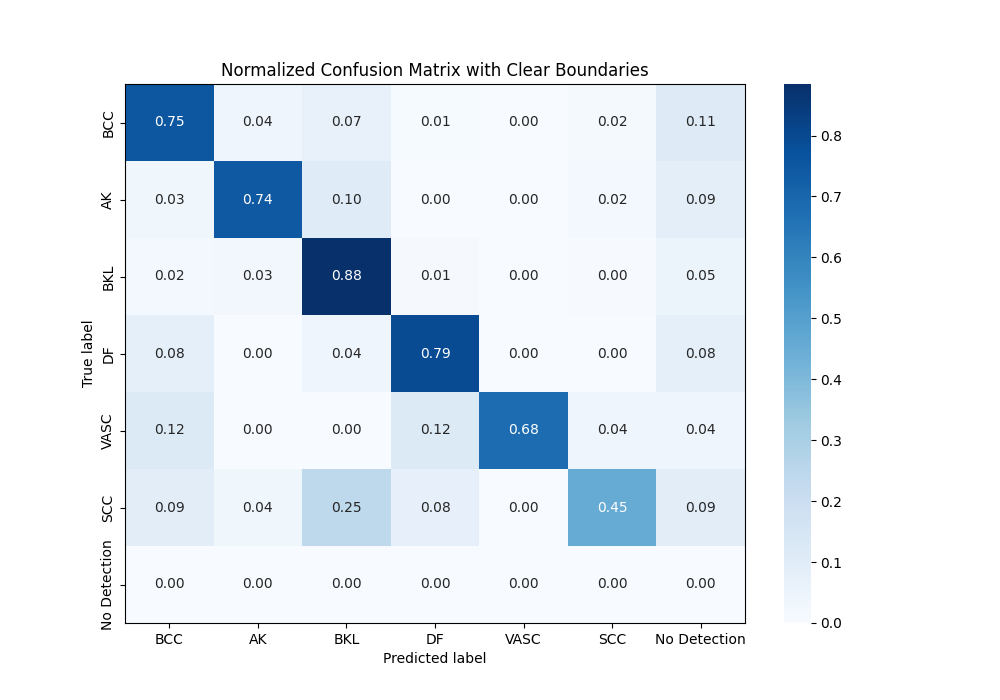 Normalized Confusion Matrix with Clear Boundaries
True label
BCC 0.75 0.04 0.07 0.01 0.00 0.02 0.11
AK 0.03 0.74 0.10 0.00 0.00 0.02 0.09
BKL 0.02 0.03 0.88 0.01 0.00 0.00 0.05
DF 0.08 0.00 0.04 0.79 0.00 0.00 0.08
VASC 0.12 0.00 0.00 0.12 0.68 0.04 0.04
SCC 0.09 0.04 0.25 0.08 0.00 0.45 0.09
No Detection 0.00 0.00 0.00 0.00 0.00 0.00 0.00
BCC AK BKL DF VASC SCC No Detection
Predicted label
0.8
0.7
0.6
0.5
0.4
0.3
0.2
0.1
0.0